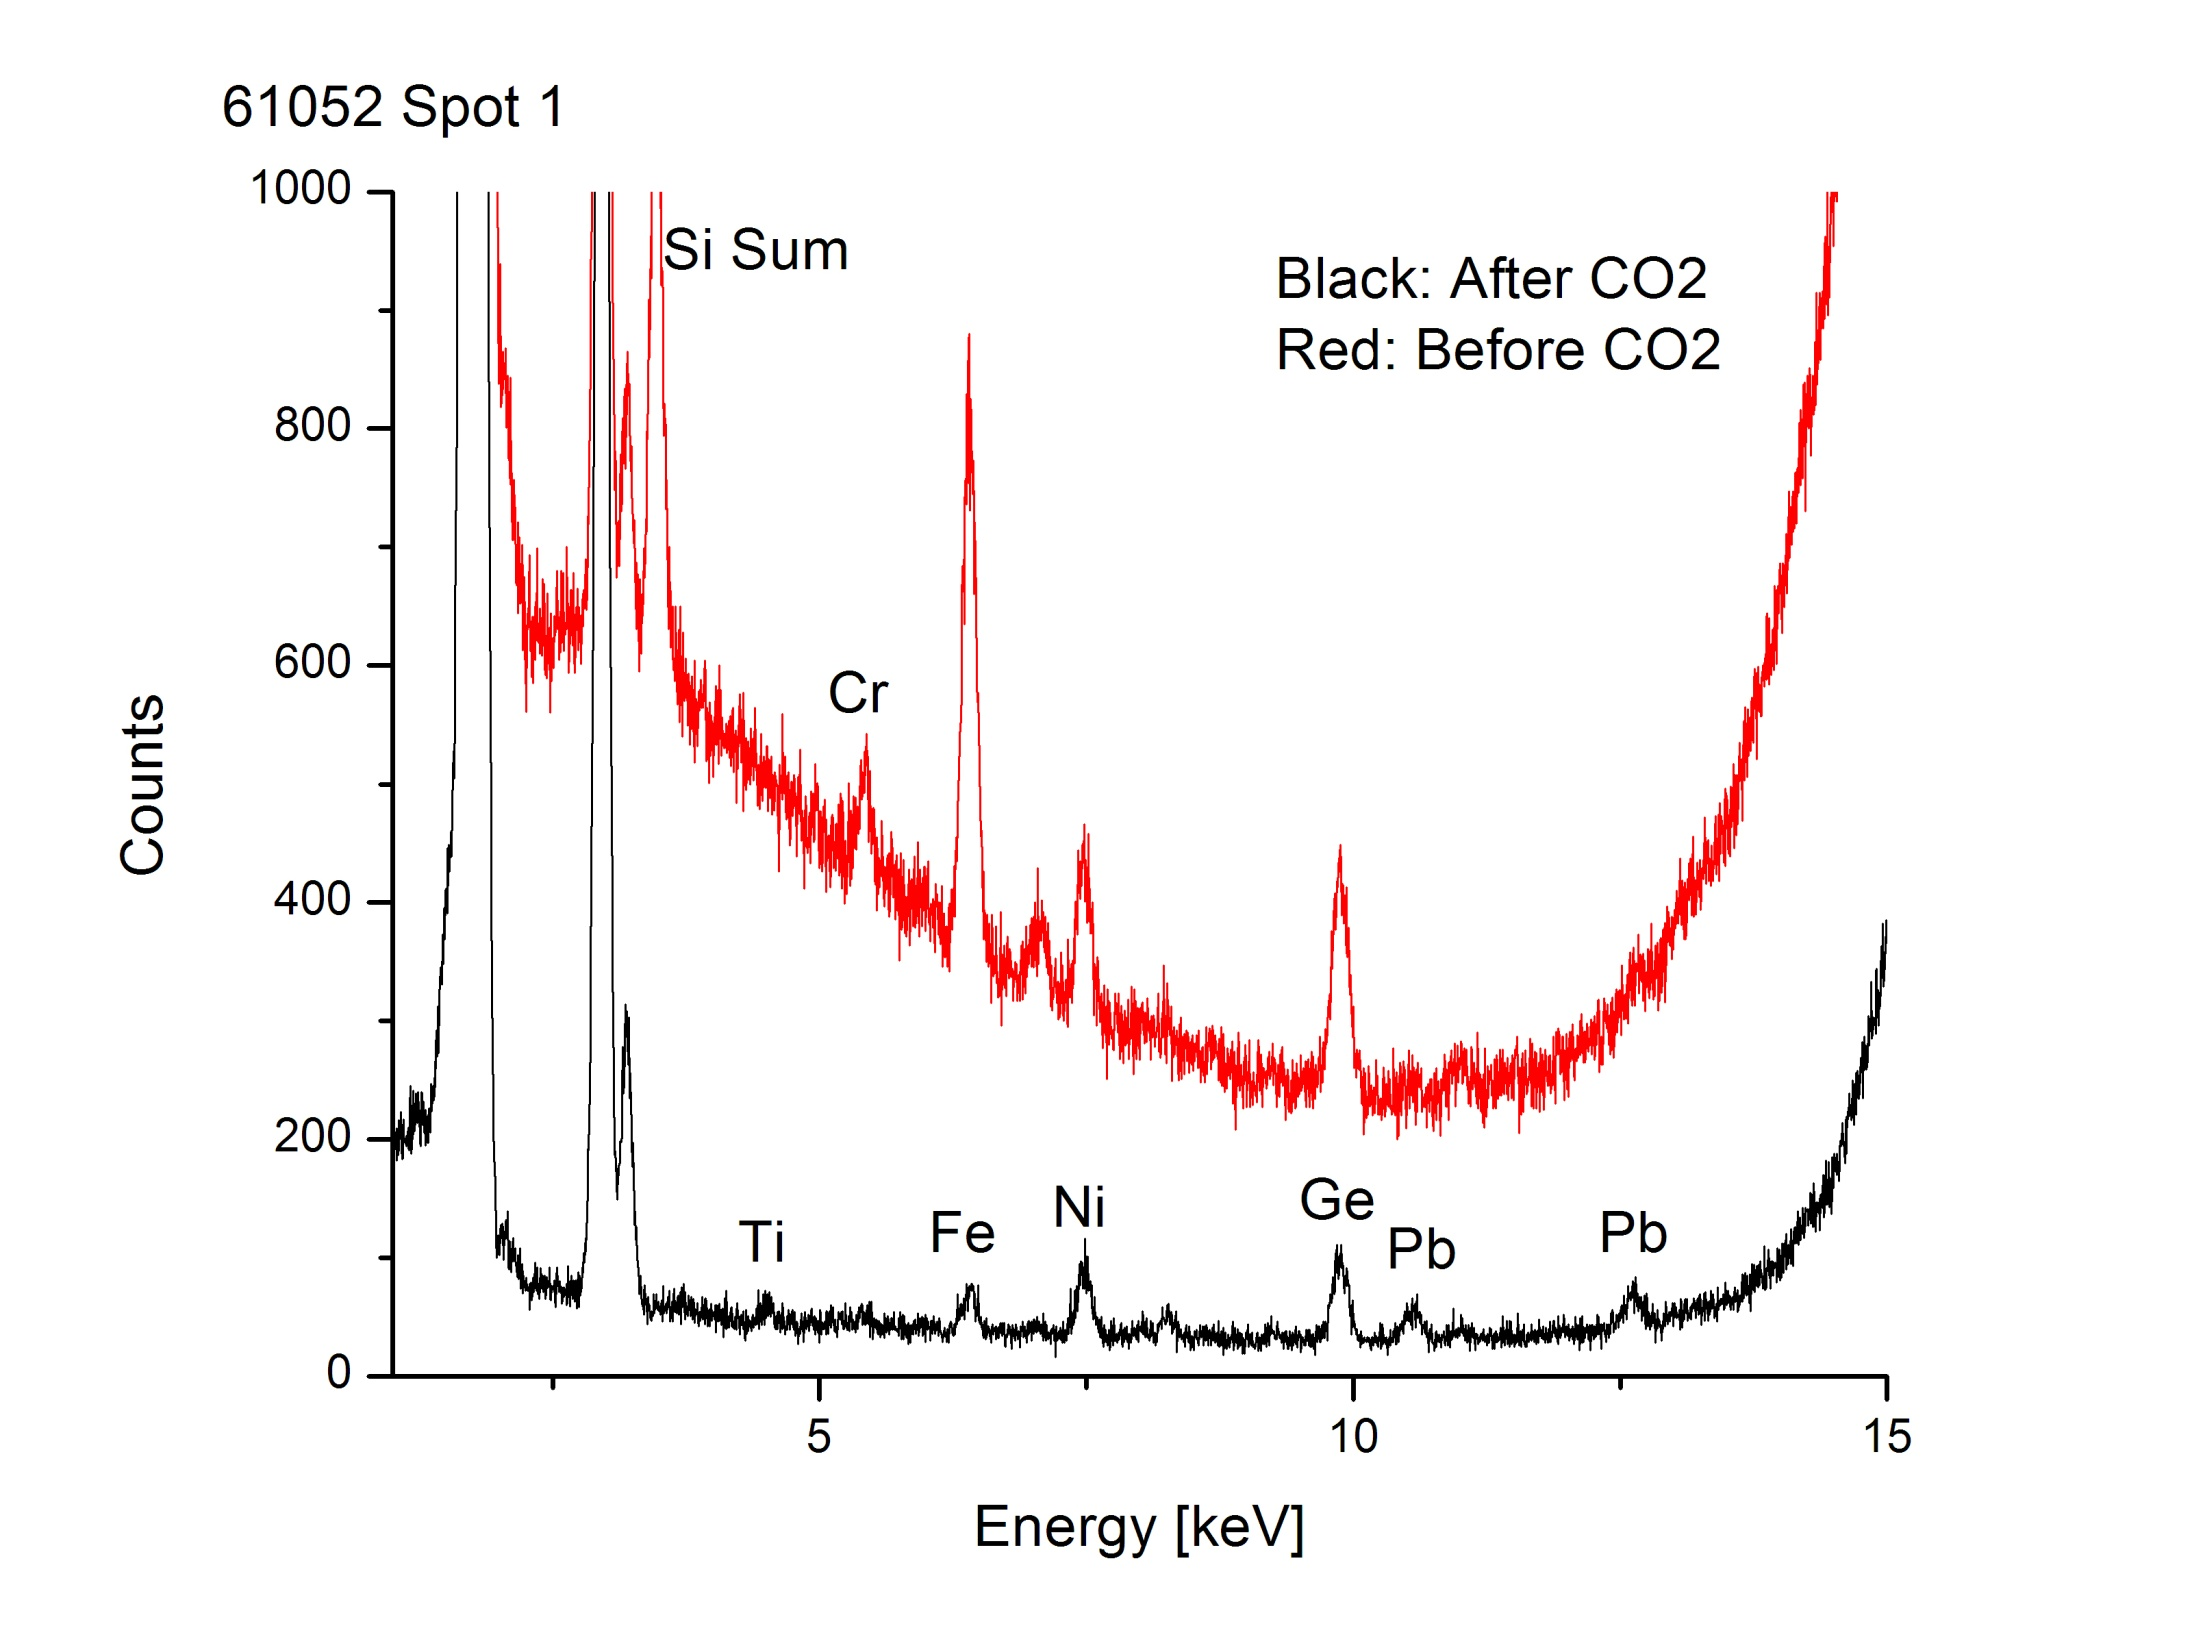 61052 Spot 1
1000
800
600
400
200
0
Counts
Si Sum
Black: After CO2
Red: Before CO2
Cr
Ti
Fe
Ni
Ge
Pb
Pb
5
10
15
Energy [keV]